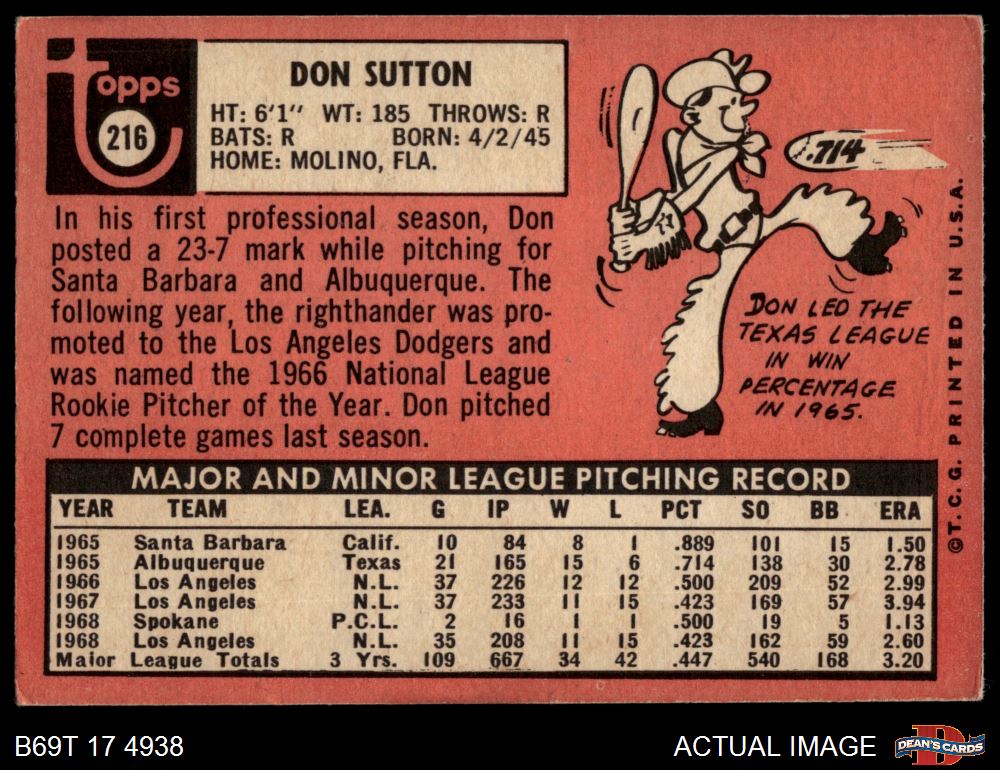 Topps
216
DON SUTTON
HT: 6'1" WT: 185 THROWS: R
BATS: R BORN: 4/2/45
HOME: MOLINO, FLA.
In his first professional season, Don
posted a 23-7 mark while pitching for
Santa Barbara and Albuquerque. The
following year, the righthander was pro-
moted to the Los Angeles Dodgers and
was named the 1966 National League
Rookie Pitcher of the Year. Don pitched
7 complete games last season.
.714
DON LED THE
TEXAS LEAGUE
IN WIN
PERCENTAGE
IN 1965.
©T.C.G. PRINTED IN U.S.A.
MAJOR AND MINOR LEAGUE PITCHING RECORD
YEAR TEAM LEA. G IP W L PCT SO BB ERA
1965 Santa Barbara Calif. 10 84 8 1 .889 101 15 1.50
1965 Albuquerque Texas 21 165 15 6 .714 138 30 2.78
1966 Los Angeles N.L. 37 226 12 12 .500 209 52 2.99
1967 Los Angeles N.L. 37 233 11 15 .423 169 57 3.94
1968 Spokane P.C.L. 2 16 1 1 .500 19 5 1.13
1968 Los Angeles N.L. 35 208 11 15 .423 162 59 2.60
Major League Totals 3 Yrs. 109 667 34 42 .447 540 168 3.20
B69T 17 4938
ACTUAL IMAGE
D
DEAN'S CARDS